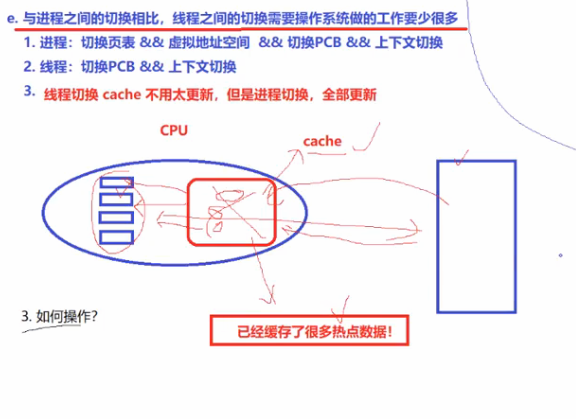 e. 与进程之间的切换相比，线程之间的切换需要操作系统做的工作要少很多
1. 进程：切换页表 && 虚拟地址空间 && 切换PCB && 上下文切换
2. 线程：切换PCB && 上下文切换
3. 线程切换 cache 不用太更新，但是进程切换，全部更新
CPU
cache
3. 如何操作？
已经缓存了很多热点数据！